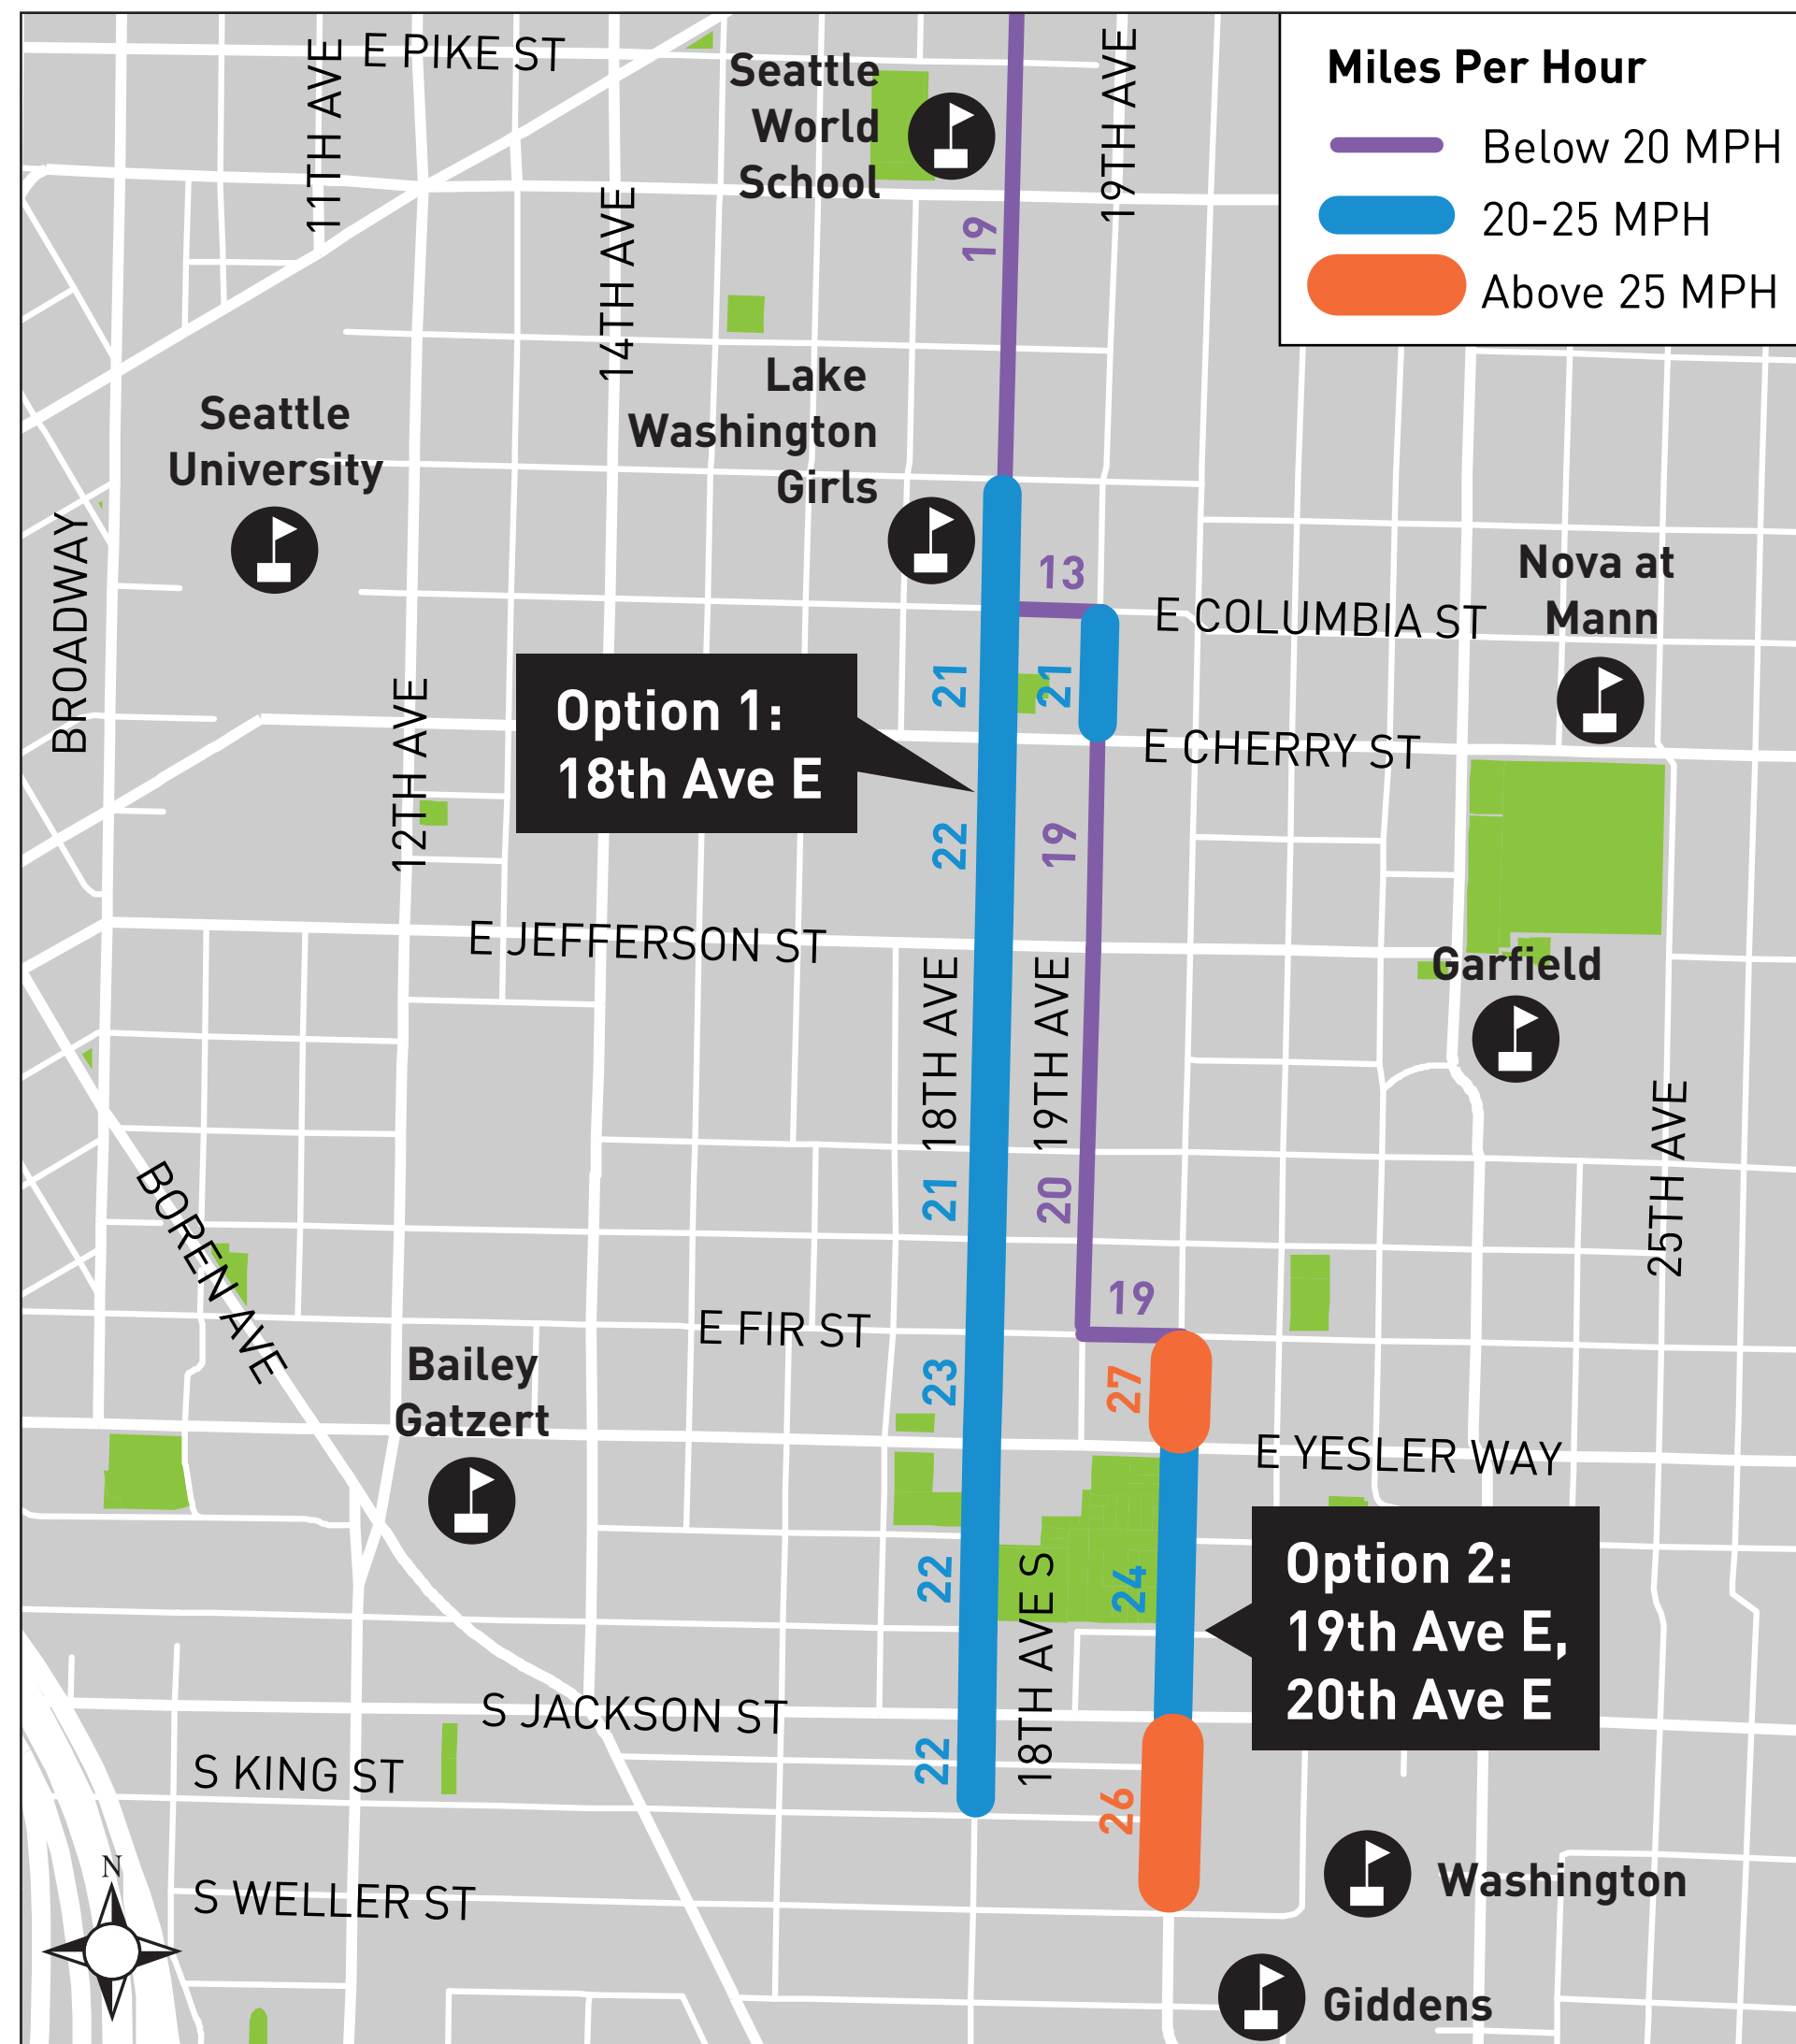 Miles Per Hour
Below 20 MPH
20-25 MPH
Above 25 MPH
E PIKE ST
11TH AVE
14TH AVE
19TH AVE
Seattle
World
School
19
Lake
Washington
Girls
Seattle
University
BROADWAY
12TH AVE
13
E COLUMBIA ST
Nova at
Mann
21
21
Option 1:
18th Ave E
E CHERRY ST
22
19
E JEFFERSON ST
18TH AVE
19TH AVE
Garfield
25TH AVE
BOREN AVE
21
20
19
E FIR ST
Bailey
Gatzert
23
27
E YESLER WAY
22
24
18TH AVE S
Option 2:
19th Ave E,
20th Ave E
S JACKSON ST
S KING ST
22
26
S WELLER ST
N
Washington
Giddens